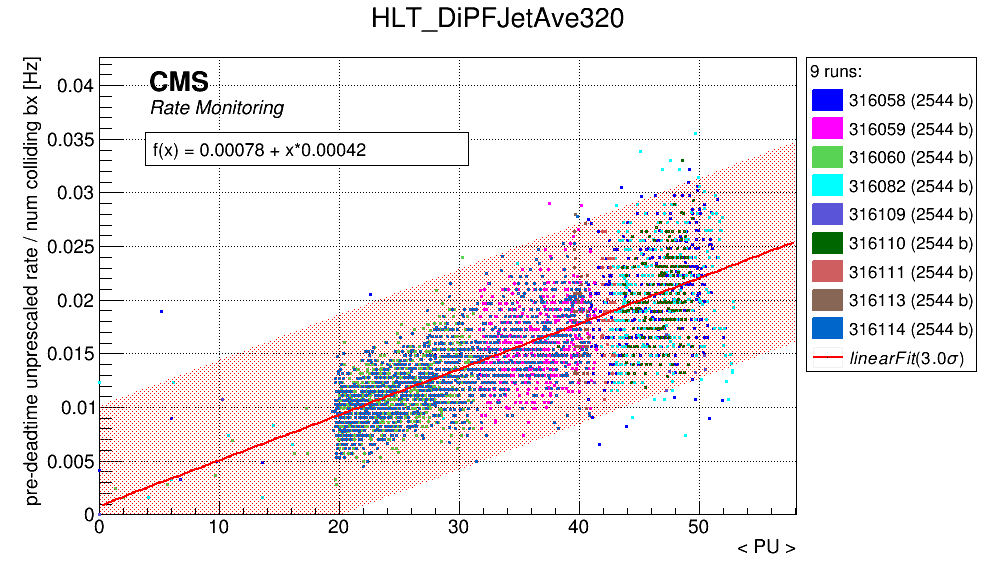 HLT_DiPFJetAve320
CMS
Rate Monitoring
f(x) = 0.00078 + x*0.00042
pre-deadtime unprescaled rate / num colliding bx [Hz]
0.04
0.035
0.03
0.025
0.02
0.015
0.01
0.005
0
0 10 20 30 40 50
< PU >
9 runs:
316058 (2544 b)
316059 (2544 b)
316060 (2544 b)
316082 (2544 b)
316109 (2544 b)
316110 (2544 b)
316111 (2544 b)
316113 (2544 b)
316114 (2544 b)
linearFit(3.0σ)